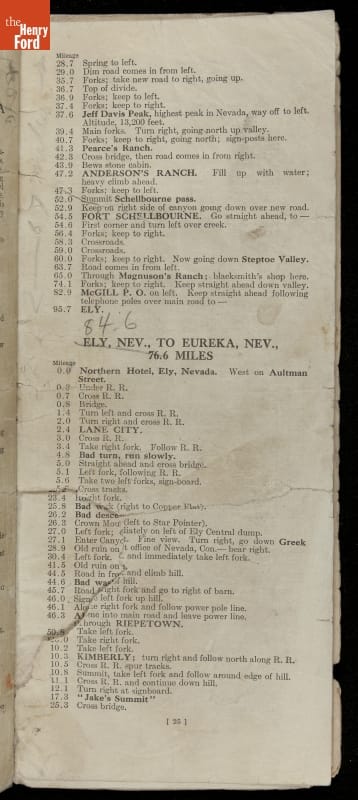 the
Henry
Ford
Mileage
28.7 Spring to left.
29.0 Dim road comes in from left.
35.7 Forks; take new road to right, going up.
36.7 Top of divide.
36.9 Forks; keep to left.
37.4 Forks; keep to right.
37.6 Jeff Davis Peak, highest peak in Nevada, way off to left.
Altitude, 13,200 feet.
39.4 Main forks. Turn right, going north up valley.
40.7 Forks; keep to right, going north; sign-posts here.
41.3 Pearce's Ranch.
42.3 Cross bridge, then road comes in from right.
43.9 Bews stone cabin.
47.2 ANDERSON'S RANCH. Fill up with water;
heavy climb ahead.
47.3 Forks; keep to left.
52.0 Summit Schellbourne pass.
52.9 Keep on right side of canyon going down over new road.
54.5 FORT SCHELLBOURNE. Go straight ahead, to —
54.6 First corner and turn left over creek.
56.4 Forks; keep to right.
58.3 Crossroads.
59.0 Crossroads.
60.0 Forks; keep to right. Now going down Steptoe Valley.
63.7 Road comes in from left.
65.0 Through Magnuson's Ranch; blacksmith's shop here.
74.1 Forks; keep to right. Keep straight ahead down valley.
82.9 McGILL P. O. on left. Keep straight ahead following
telephone poles over main road to —
95.7 ELY.
84.6
ELY, NEV., TO EUREKA, NEV.,
76.6 MILES
Mileage
0.0 Northern Hotel, Ely, Nevada. West on Aultman
Street.
0.3 Under R. R.
0.7 Cross R. R.
0.8 Bridge.
1.4 Turn left and cross R. R.
2.0 Turn right and cross R. R.
2.4 LANE CITY.
3.0 Cross R. R.
3.4 Take right fork. Follow R. R.
4.8 Bad turn, run slowly.
5.0 Straight ahead and cross bridge.
5.1 Left fork, following R. R.
5.6 Take two left forks, sign-board.
Cross tracks.
23.4 fork.
25.8 Bad (right to Copper Flat).
26.2 Bad
26.3 Crown (left to Star Pointer).
27.0 Left fork; on left of Ely Central dump.
27.1 Enter Fine view. Turn right, go down Greek
28.9 Old ruin office of Nevada, Con.— bear right.
30.4 Left fork and immediately take left fork.
41.5 Old ruin
44.5 Road in and climb hill.
44.6 Bad hill.
45.7 Road right fork and go to right of barn.
46.0 left fork up hill.
46.1 right fork and follow power pole line.
46.3 into main road and leave power line.
through RIEPETOWN.
Take left fork.
Take right fork.
10.2 Take left fork.
10.3 KIMBERLY; turn right and follow north along R. R.
10.5 Cross R. R. spur tracks.
10.8 Summit, take left fork and follow around edge of hill.
11.1 Cross R. R. and continue down hill.
12.1 Turn right at signboard.
17.3 "Jake's Summit"
25.3 Cross bridge.
[ 25 ]